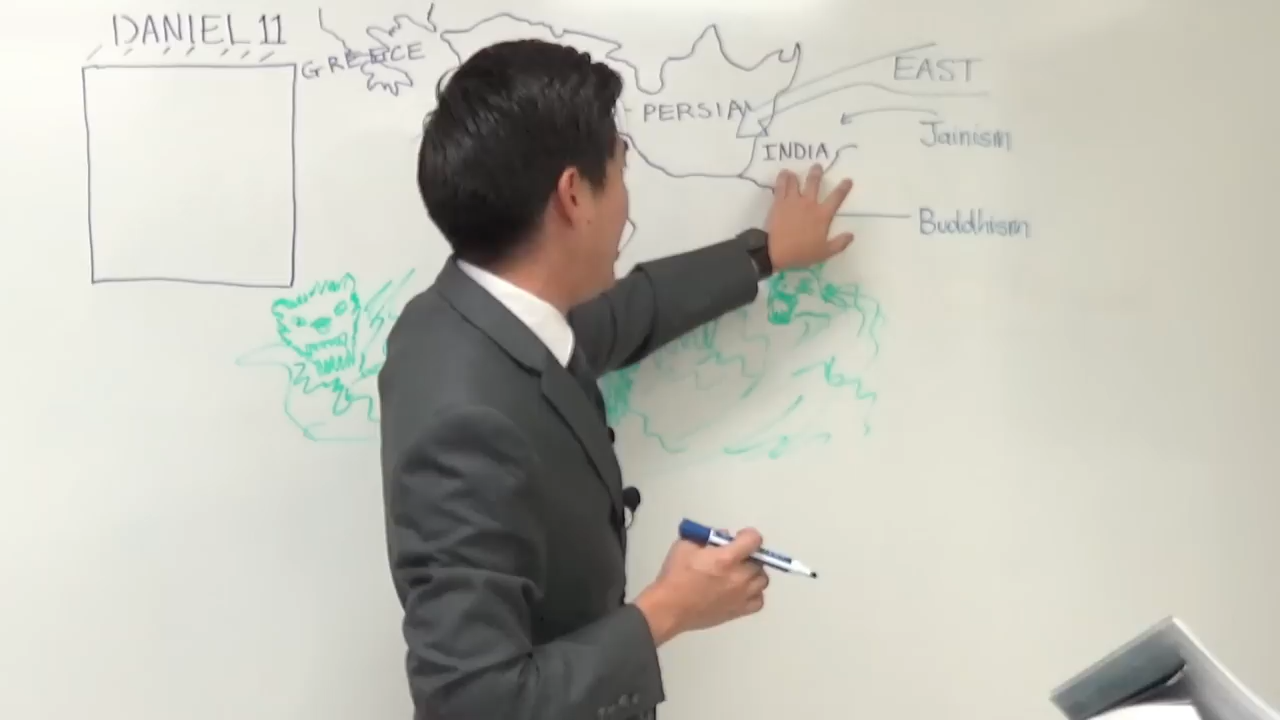 DANIEL 11
GREECE
PERSIA
EAST
INDIA
Jainism
Buddhism